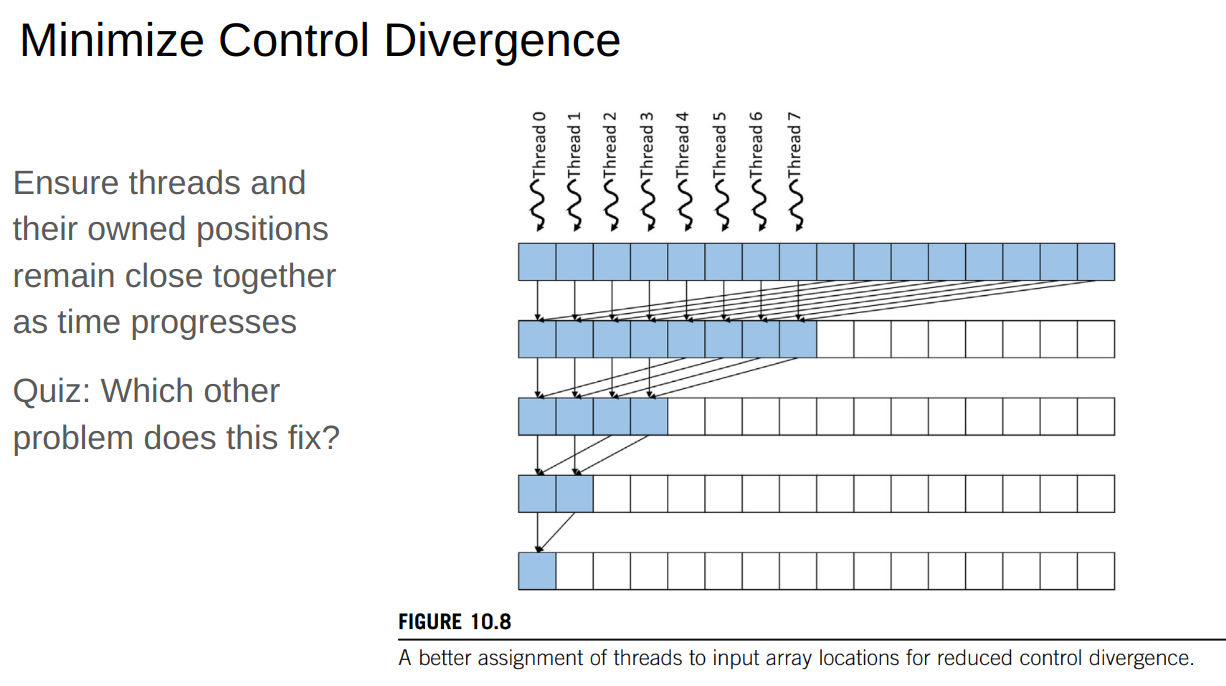 Minimize Control Divergence
Ensure threads and
their owned positions
remain close together
as time progresses
Quiz: Which other
problem does this fix?
Thread 0
Thread 1
Thread 2
Thread 3
Thread 4
Thread 5
Thread 6
Thread 7
FIGURE 10.8
A better assignment of threads to input array locations for reduced control divergence.